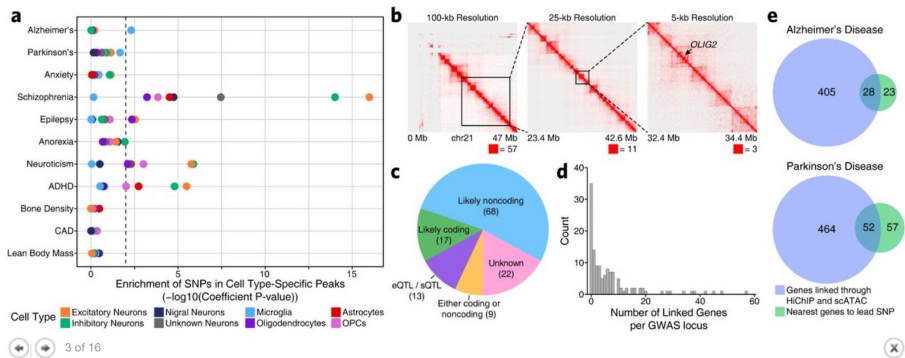 a
Alzheimer's
Parkinson's
Anxiety
Schizophrenia
Epilepsy
Anorexia
Neuroticism
ADHD
Bone Density
CAD
Lean Body Mass
0 5 10 15
Enrichment of SNPs in Cell Type-Specific Peaks
(−log10(Coefficient P-value))
Cell Type
Excitatory Neurons
Nigral Neurons
Microglia
Astrocytes
Inhibitory Neurons
Unknown Neurons
Oligodendrocytes
OPCs
b
100-kb Resolution
25-kb Resolution
5-kb Resolution
OLIG2
0 Mb chr21 47 Mb
23.4 Mb 42.6 Mb
32.4 Mb 34.4 Mb
= 57
= 11
= 3
c
Likely noncoding
(68)
Likely coding
(17)
Unknown
(22)
eQTL / sQTL
(13)
Either coding or
noncoding (9)
d
Count
40
30
20
10
0
0 20 40 60
Number of Linked Genes
per GWAS locus
e
Alzheimer's Disease
405 28 23
Parkinson's Disease
464 52 57
Genes linked through
HiChIP and scATAC
Nearest genes to lead SNP
3 of 16